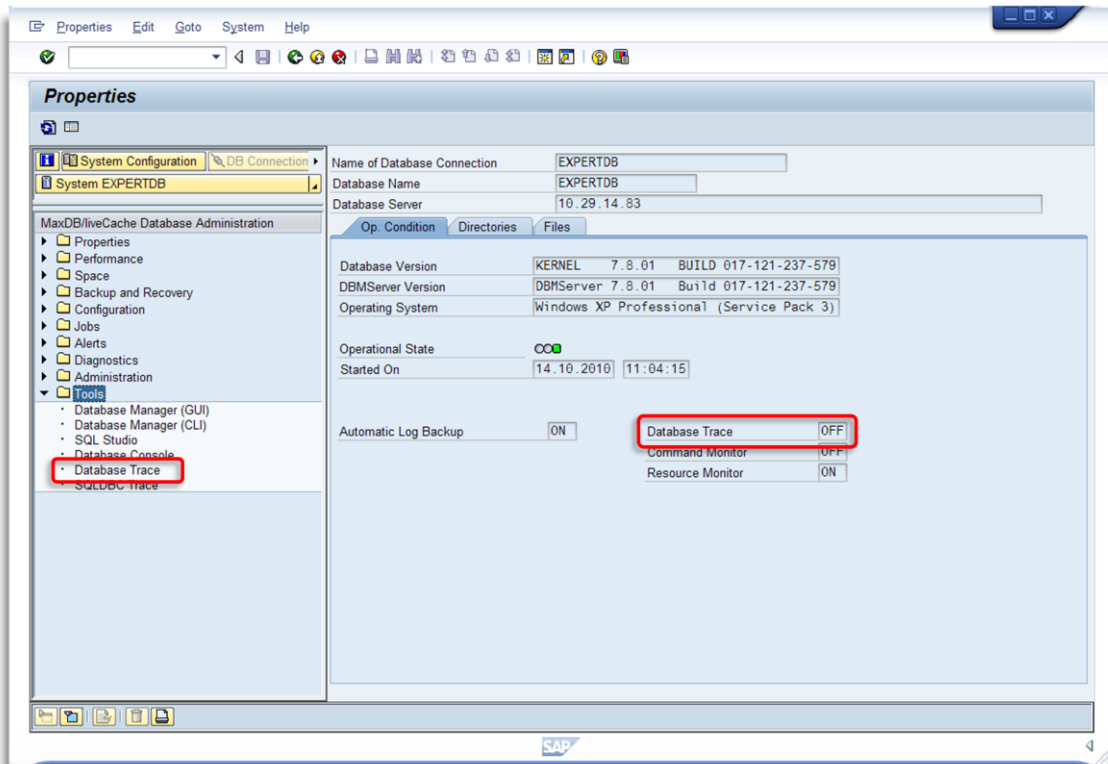 Properties Edit Goto System Help
Properties
System Configuration DB Connection
System EXPERTDB
MaxDB/liveCache Database Administration
Properties
Performance
Space
Backup and Recovery
Configuration
Jobs
Alerts
Diagnostics
Administration
Tools
Database Manager (GUI)
Database Manager (CLI)
SQL Studio
Database Console
Database Trace
SQLDBC Trace
Name of Database Connection EXPERTDB
Database Name EXPERTDB
Database Server 10.29.14.83
Op. Condition Directories Files
Database Version KERNEL 7.8.01 BUILD 017-121-237-579
DBMServer Version DBMServer 7.8.01 Build 017-121-237-579
Operating System Windows XP Professional (Service Pack 3)
Operational State
Started On 14.10.2010 11:04:15
Automatic Log Backup ON Database Trace OFF
Command Monitor OFF
Resource Monitor ON
SAP